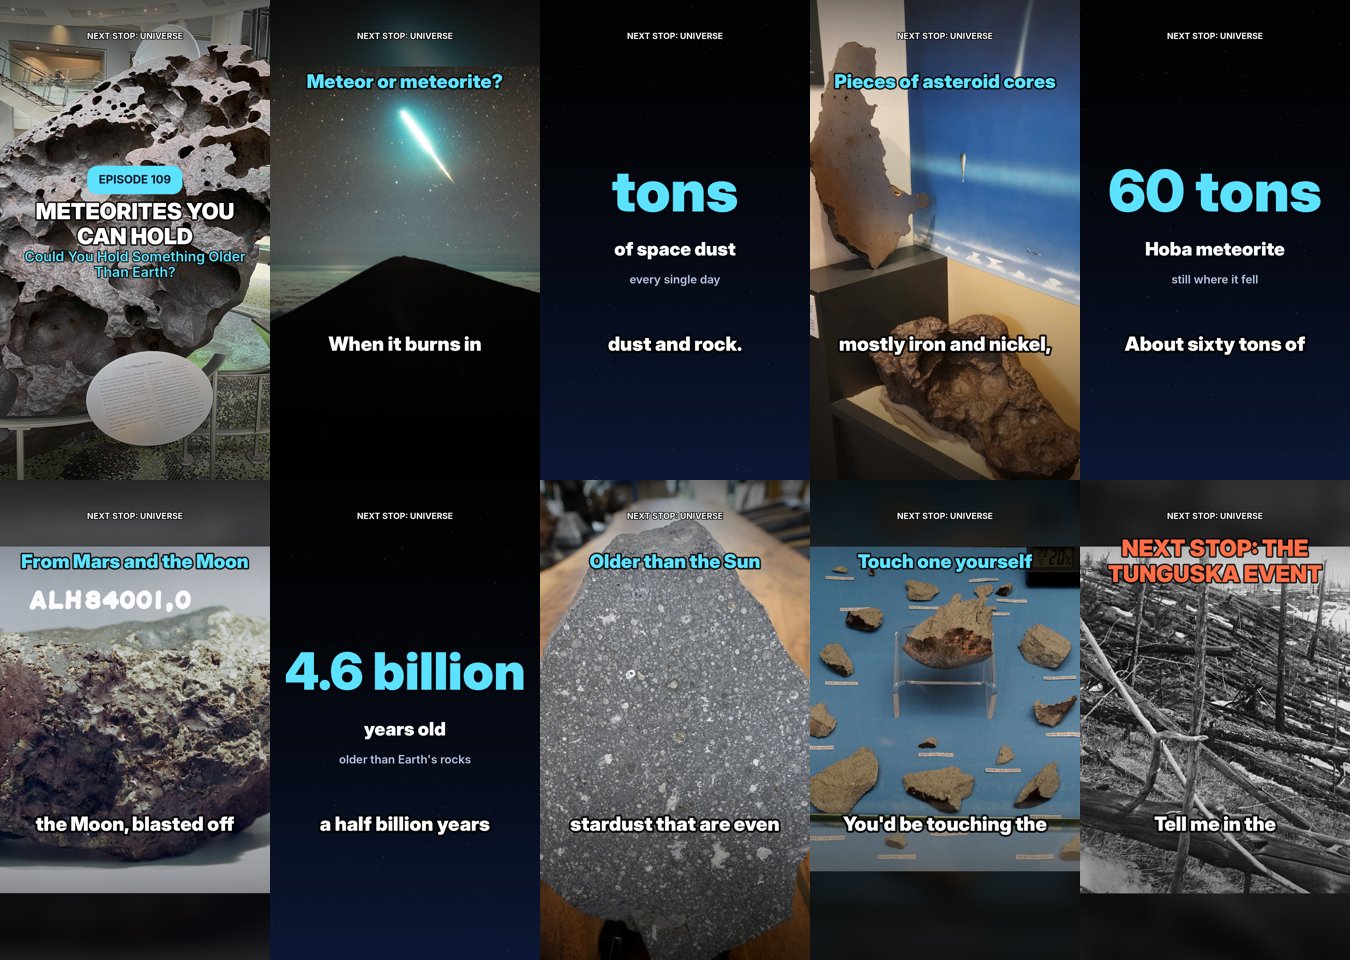 NEXT STOP: UNIVERSE
EPISODE 109
METEORITES YOU
CAN HOLD
Could You Hold Something Older
Than Earth?
NEXT STOP: UNIVERSE
Meteor or meteorite?
When it burns in
NEXT STOP: UNIVERSE
tons
of space dust
every single day
dust and rock.
NEXT STOP: UNIVERSE
Pieces of asteroid cores
mostly iron and nickel,
NEXT STOP: UNIVERSE
60 tons
Hoba meteorite
still where it fell
About sixty tons of
NEXT STOP: UNIVERSE
From Mars and the Moon
ALH84001,0
the Moon, blasted off
NEXT STOP: UNIVERSE
4.6 billion
years old
older than Earth's rocks
a half billion years
NEXT STOP: UNIVERSE
Older than the Sun
stardust that are even
NEXT STOP: UNIVERSE
Touch one yourself
You'd be touching the
NEXT STOP: UNIVERSE
NEXT STOP: THE
TUNGUSKA EVENT
Tell me in the